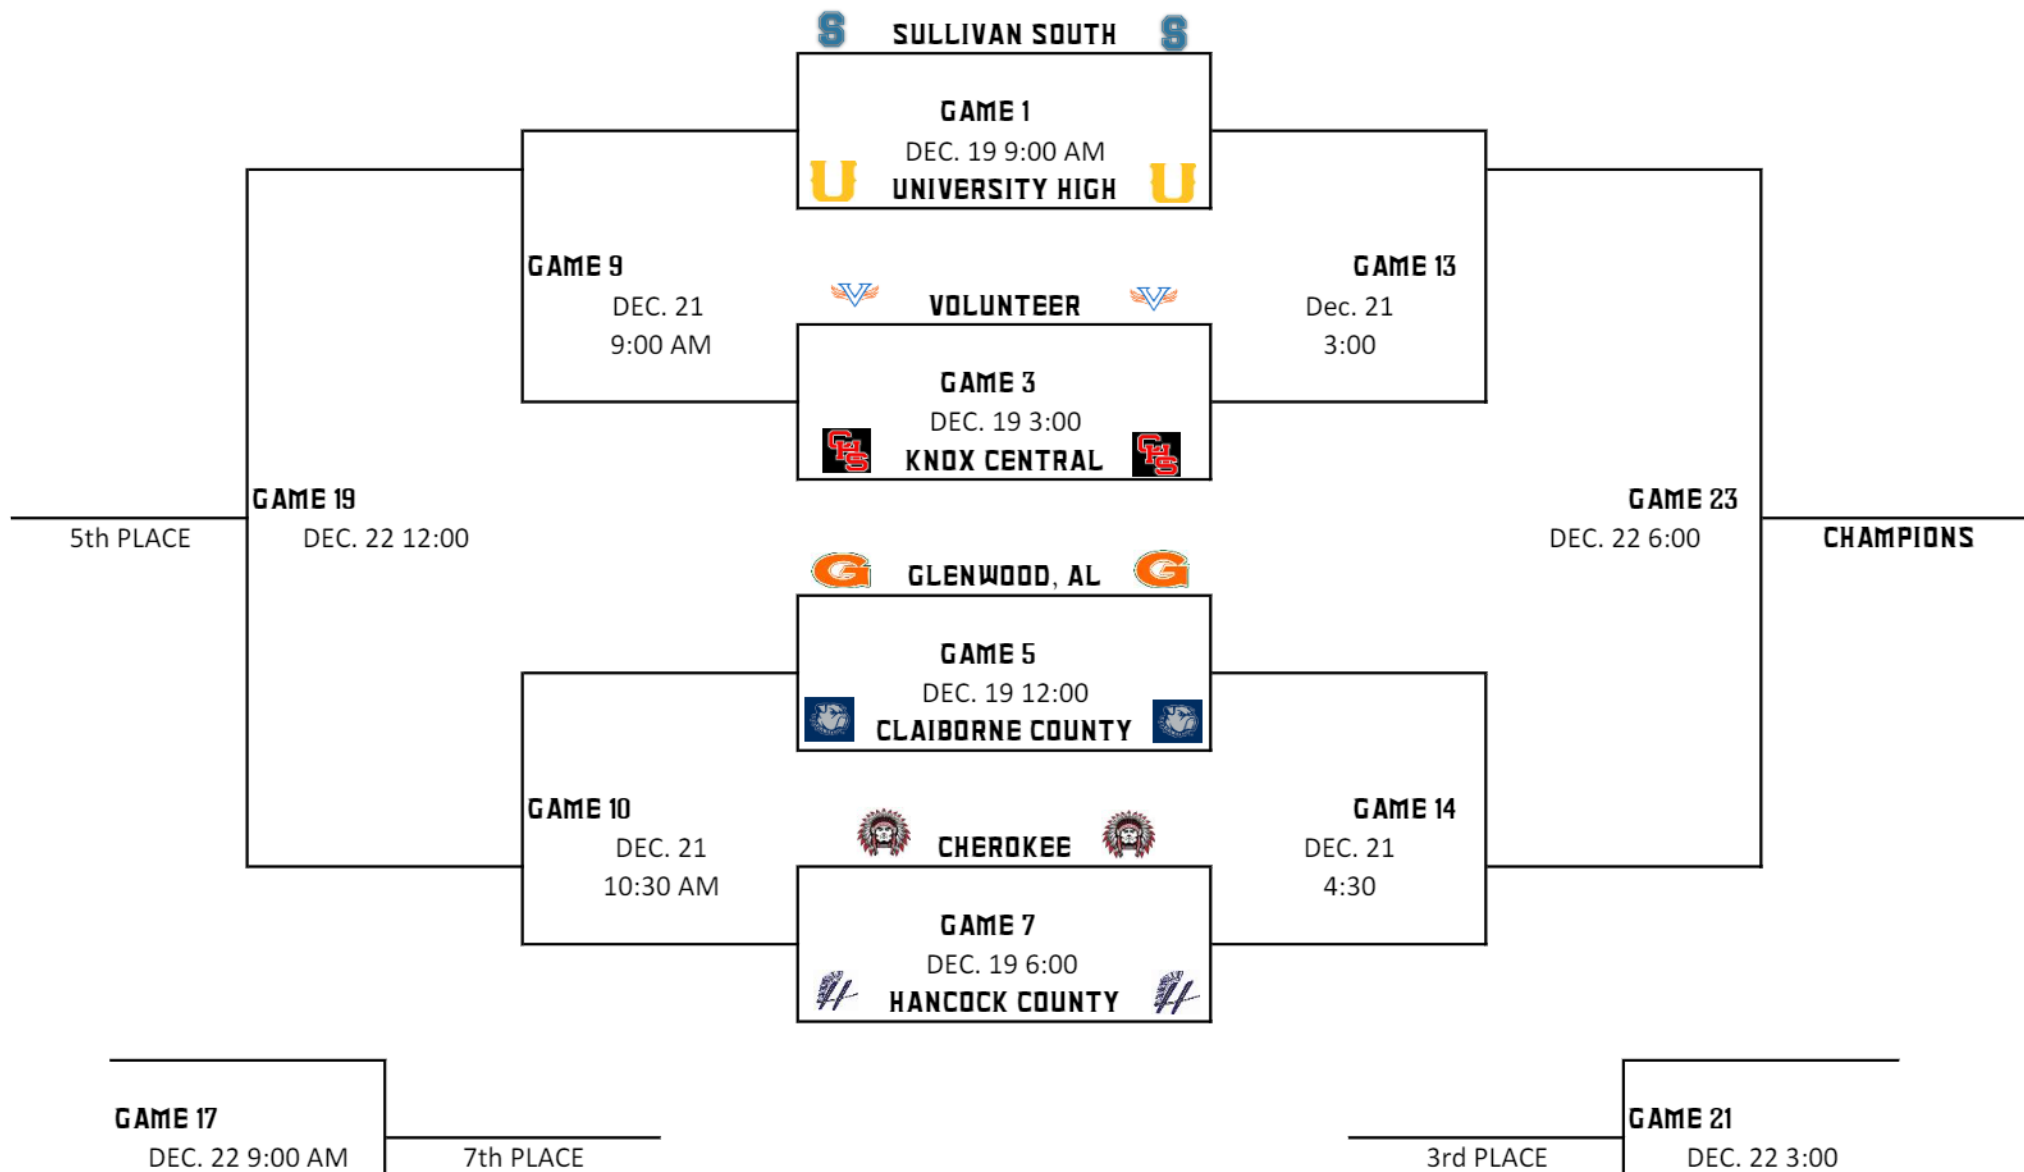 S SULLIVAN SOUTH S
GAME 1
DEC. 19 9:00 AM
U UNIVERSITY HIGH U
GAME 9
DEC. 21
9:00 AM
GAME 13
Dec. 21
3:00
V VOLUNTEER V
GAME 3
DEC. 19 3:00
CHS KNOX CENTRAL CHS
GAME 19
DEC. 22 12:00
5th PLACE
GAME 23
DEC. 22 6:00
CHAMPIONS
G GLENWOOD, AL G
GAME 5
DEC. 19 12:00
CLAIBORNE COUNTY
GAME 10
DEC. 21
10:30 AM
GAME 14
DEC. 21
4:30
CHEROKEE
GAME 7
DEC. 19 6:00
H HANCOCK COUNTY H
GAME 17
DEC. 22 9:00 AM
7th PLACE
3rd PLACE
GAME 21
DEC. 22 3:00